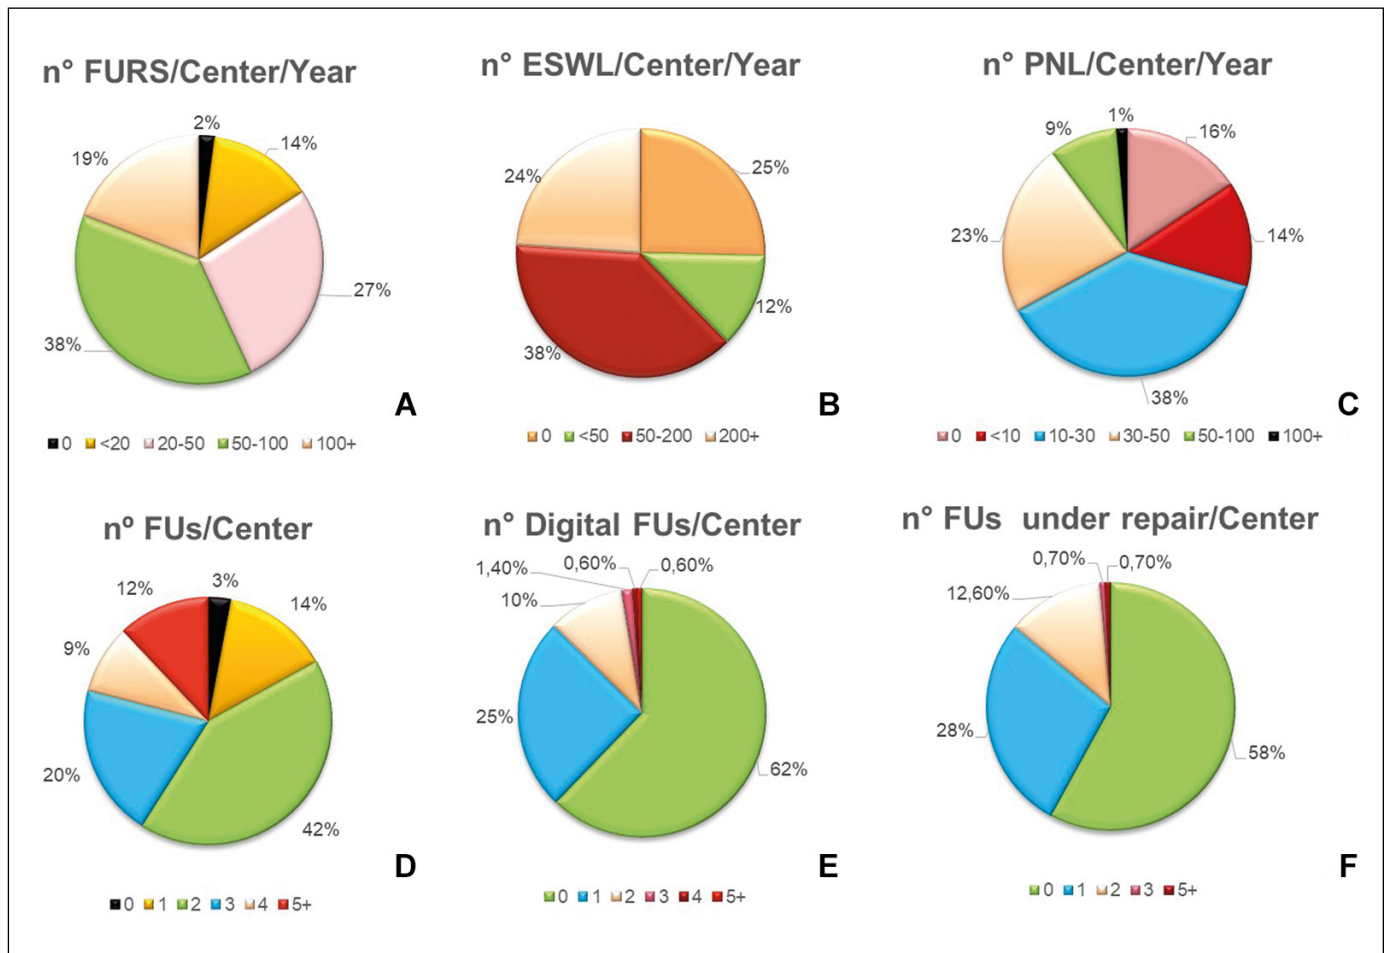 n° FURS/Center/Year
2%
14%
19%
27%
38%
A
0 <20 20-50 50-100 100+
n° ESWL/Center/Year
25%
24%
12%
38%
B
0 <50 50-200 200+
n° PNL/Center/Year
1%
9%
16%
23%
14%
38%
C
0 <10 10-30 30-50 50-100 100+
nº FUs/Center
3%
12%
14%
9%
20%
42%
D
0 1 2 3 4 5+
n° Digital FUs/Center
1,40% 0,60% 0,60%
10%
25%
62%
E
0 1 2 3 4 5+
n° FUs under repair/Center
0,70% 0,70%
12,60%
28%
58%
F
0 1 2 3 5+